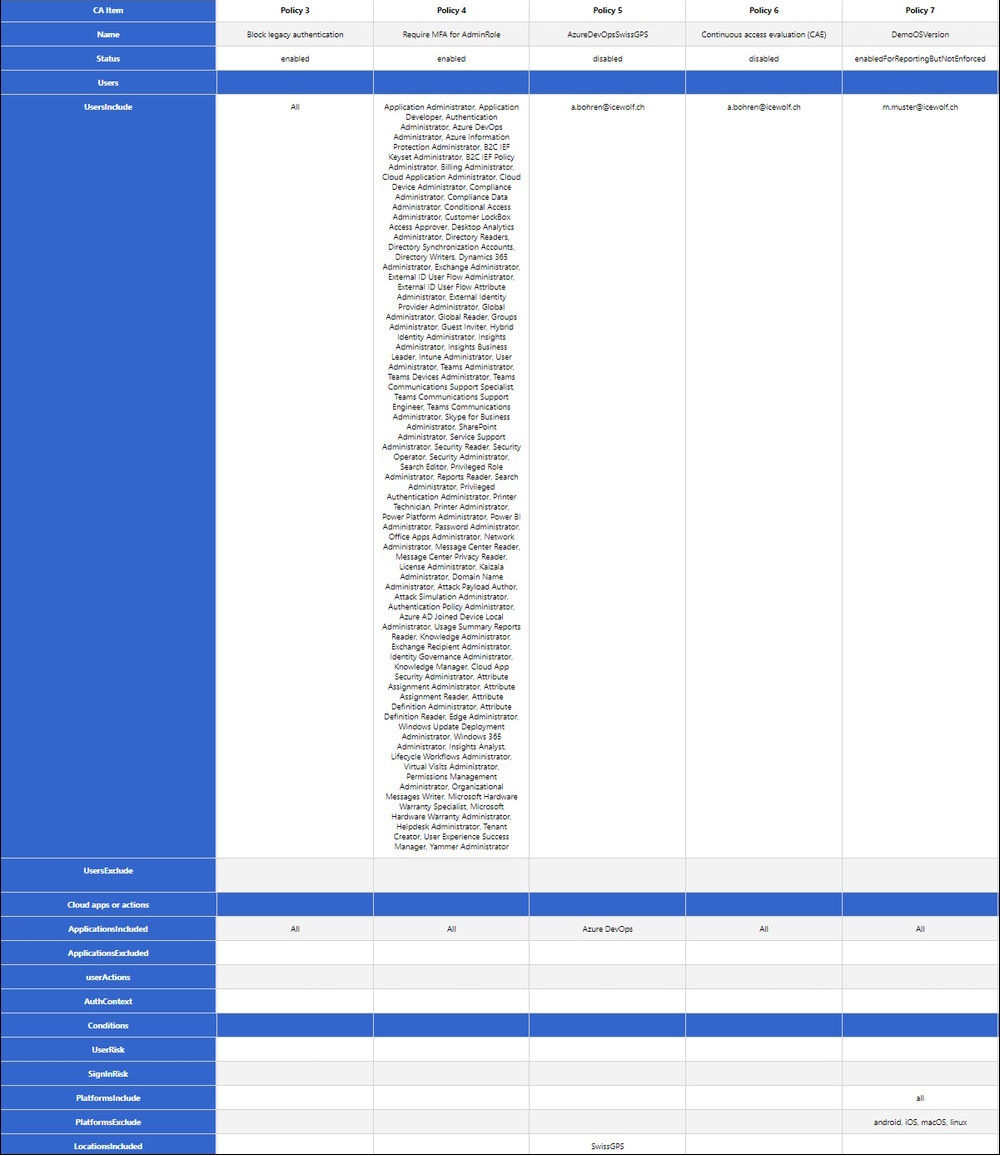 CA Item Policy 3 Policy 4 Policy 5 Policy 6 Policy 7
Name Block legacy authentication Require MFA for AdminRole AzureDevOpsSwissGPS Continuous access evaluation (CAE) DemoOSVersion
Status enabled enabled disabled disabled enabledForReportingButNotEnforced
Users
UsersInclude All Application Administrator, Application a.bohren@icewolf.ch a.bohren@icewolf.ch m.muster@icewolf.ch
Developer, Authentication
Administrator, Azure DevOps
Administrator, Azure Information
Protection Administrator, B2C IEF
Keyset Administrator, B2C IEF Policy
Administrator, Billing Administrator,
Cloud Application Administrator, Cloud
Device Administrator, Compliance
Administrator, Compliance Data
Administrator, Conditional Access
Administrator, Customer LockBox
Access Approver, Desktop Analytics
Administrator, Directory Readers,
Directory Synchronization Accounts,
Directory Writers, Dynamics 365
Administrator, Exchange Administrator,
External ID User Flow Administrator,
External ID User Flow Attribute
Administrator, External Identity
Provider Administrator, Global
Administrator, Global Reader, Groups
Administrator, Guest Inviter, Hybrid
Identity Administrator, Insights
Administrator, Insights Business
Leader, Intune Administrator, User
Administrator, Teams Administrator,
Teams Devices Administrator, Teams
Communications Support Specialist,
Teams Communications Support
Engineer, Teams Communications
Administrator, Skype for Business
Administrator, SharePoint
Administrator, Service Support
Administrator, Security Reader, Security
Operator, Security Administrator,
Search Editor, Privileged Role
Administrator, Reports Reader, Search
Administrator, Privileged
Authentication Administrator, Printer
Technician, Printer Administrator,
Power Platform Administrator, Power BI
Administrator, Password Administrator,
Office Apps Administrator, Network
Administrator, Message Center Reader,
Message Center Privacy Reader,
License Administrator, Kaizala
Administrator, Domain Name
Administrator, Attack Payload Author,
Attack Simulation Administrator,
Authentication Policy Administrator,
Azure AD Joined Device Local
Administrator, Usage Summary Reports
Reader, Knowledge Administrator,
Exchange Recipient Administrator,
Identity Governance Administrator,
Knowledge Manager, Cloud App
Security Administrator, Attribute
Assignment Administrator, Attribute
Assignment Reader, Attribute
Definition Administrator, Attribute
Definition Reader, Edge Administrator,
Windows Update Deployment
Administrator, Windows 365
Administrator, Insights Analyst,
Lifecycle Workflows Administrator,
Virtual Visits Administrator,
Permissions Management
Administrator, Organizational
Messages Writer, Microsoft Hardware
Warranty Specialist, Microsoft
Hardware Warranty Administrator,
Helpdesk Administrator, Tenant
Creator, User Experience Success
Manager, Yammer Administrator
UsersExclude
Cloud apps or actions
ApplicationsIncluded All All Azure DevOps All All
ApplicationsExcluded
userActions
AuthContext
Conditions
UserRisk
SignInRisk
PlatformsInclude all
PlatformsExclude android, iOS, macOS, linux
LocationsIncluded SwissGPS